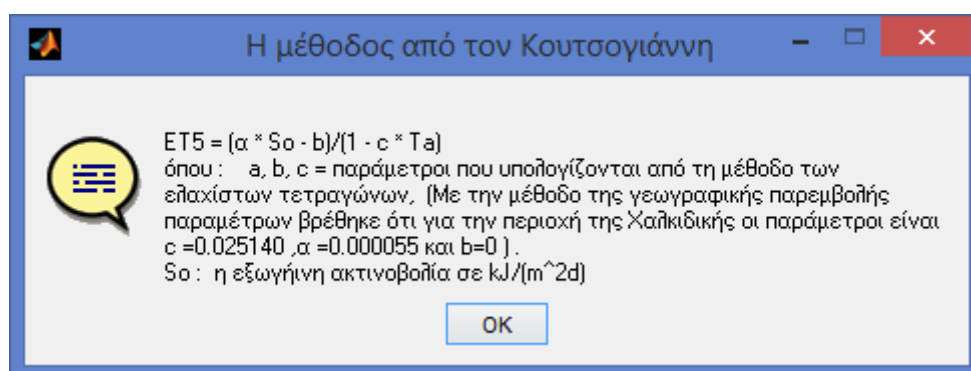 Η μέθοδος από τον Κουτσογιάννη
ET5 = (α * So - b)/(1 - c * Ta)
όπου : a, b, c = παράμετροι που υπολογίζονται από τη μέθοδο των
ελαχίστων τετραγώνων, (Με την μέθοδο της γεωγραφικής παρεμβολής
παραμέτρων βρέθηκε ότι για την περιοχή της Χαλκιδικής οι παράμετροι είναι
c =0.025140 ,α =0.000055 και b=0 ) .
So : η εξωγήινη ακτινοβολία σε kJ/(m^2d)
OK